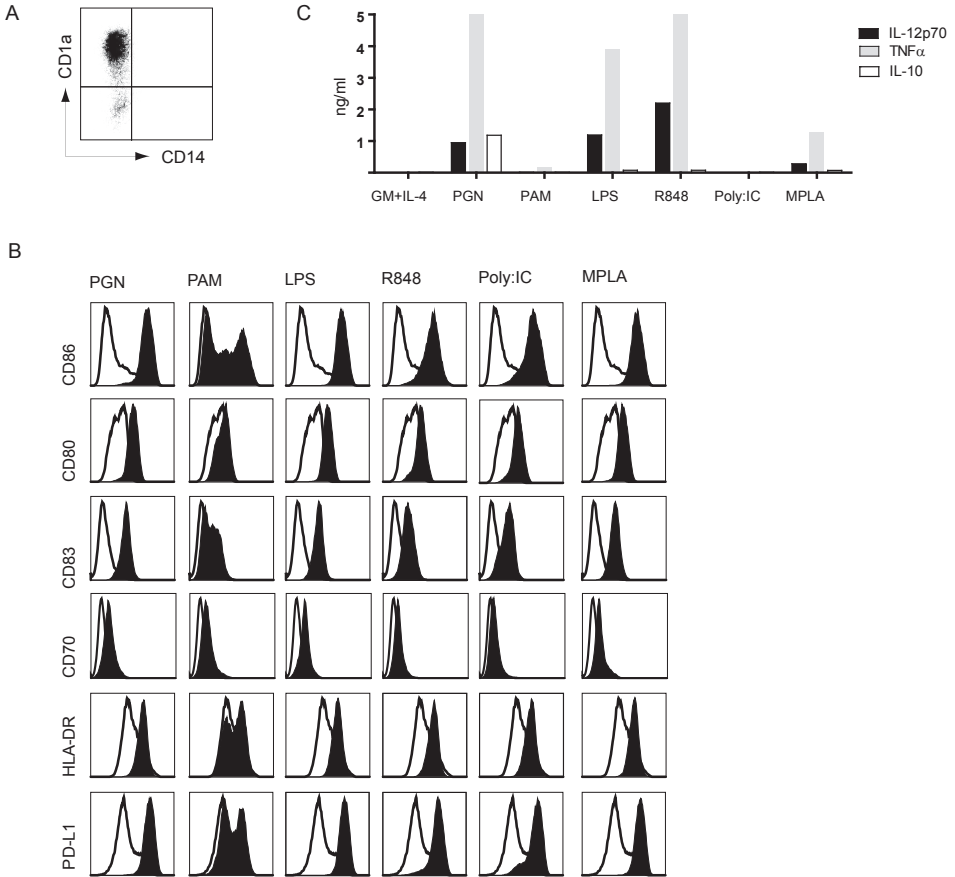 A
CD1a
CD14
C
ng/ml
5
4
3
2
1
GM+IL-4 PGN PAM LPS R848 Poly:IC MPLA
IL-12p70
TNFα
IL-10
B
PGN PAM LPS R848 Poly:IC MPLA
CD86
CD80
CD83
CD70
HLA-DR
PD-L1